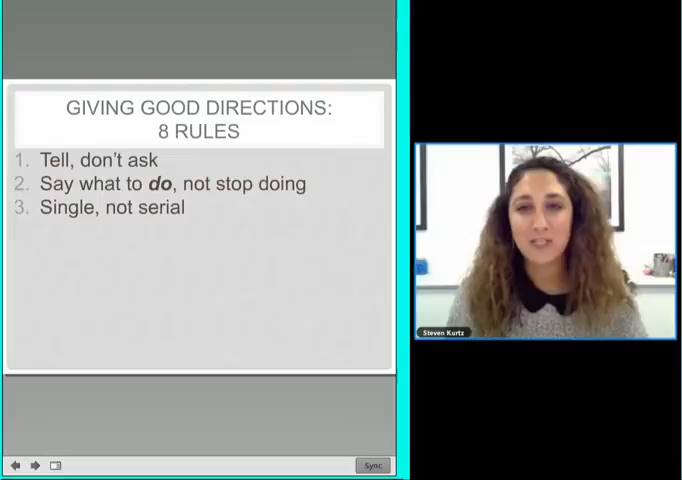 GIVING GOOD DIRECTIONS:
8 RULES
1. Tell, don't ask
2. Say what to do, not stop doing
3. Single, not serial
Steven Kurtz
Sync